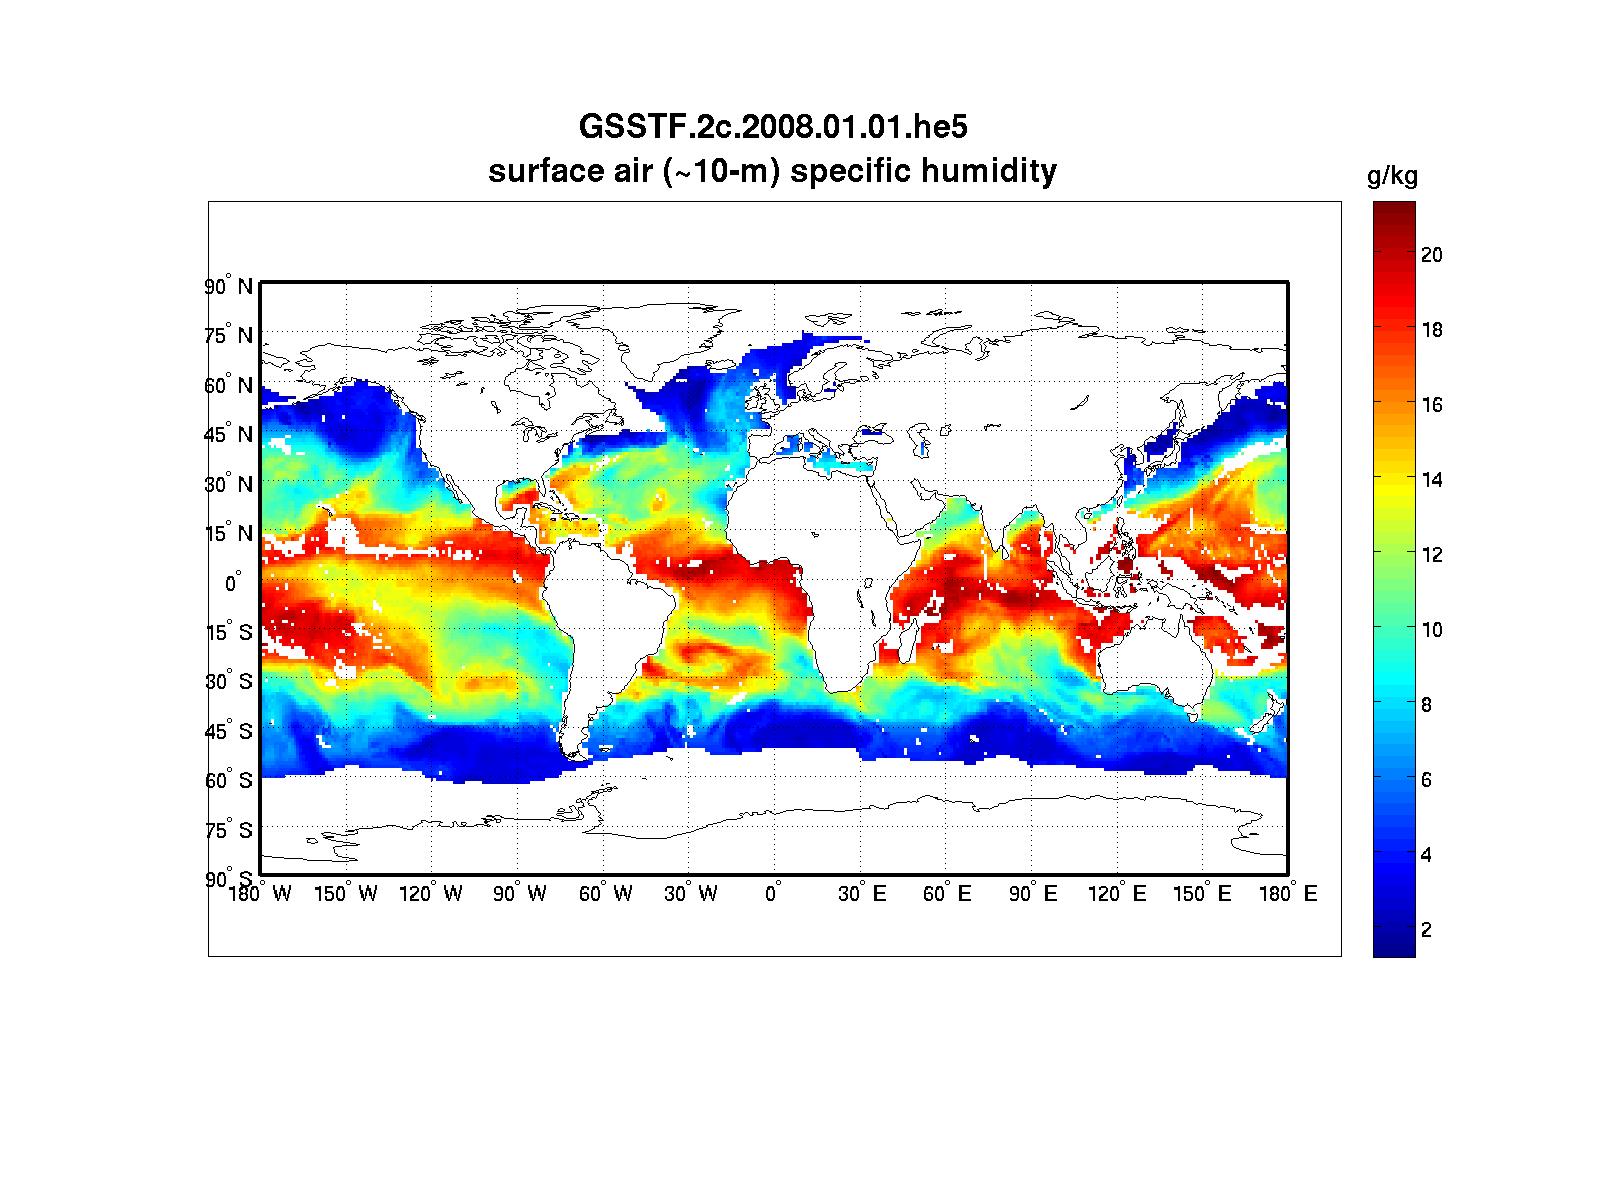 GSSTF.2c.2008.01.01.he5
surface air (~10-m) specific humidity
g/kg
90° N
75° N
60° N
45° N
30° N
15° N
0°
15° S
30° S
45° S
60° S
75° S
90° S
180° W 150° W 120° W 90° W 60° W 30° W 0° 30° E 60° E 90° E 120° E 150° E 180° E
20
18
16
14
12
10
8
6
4
2